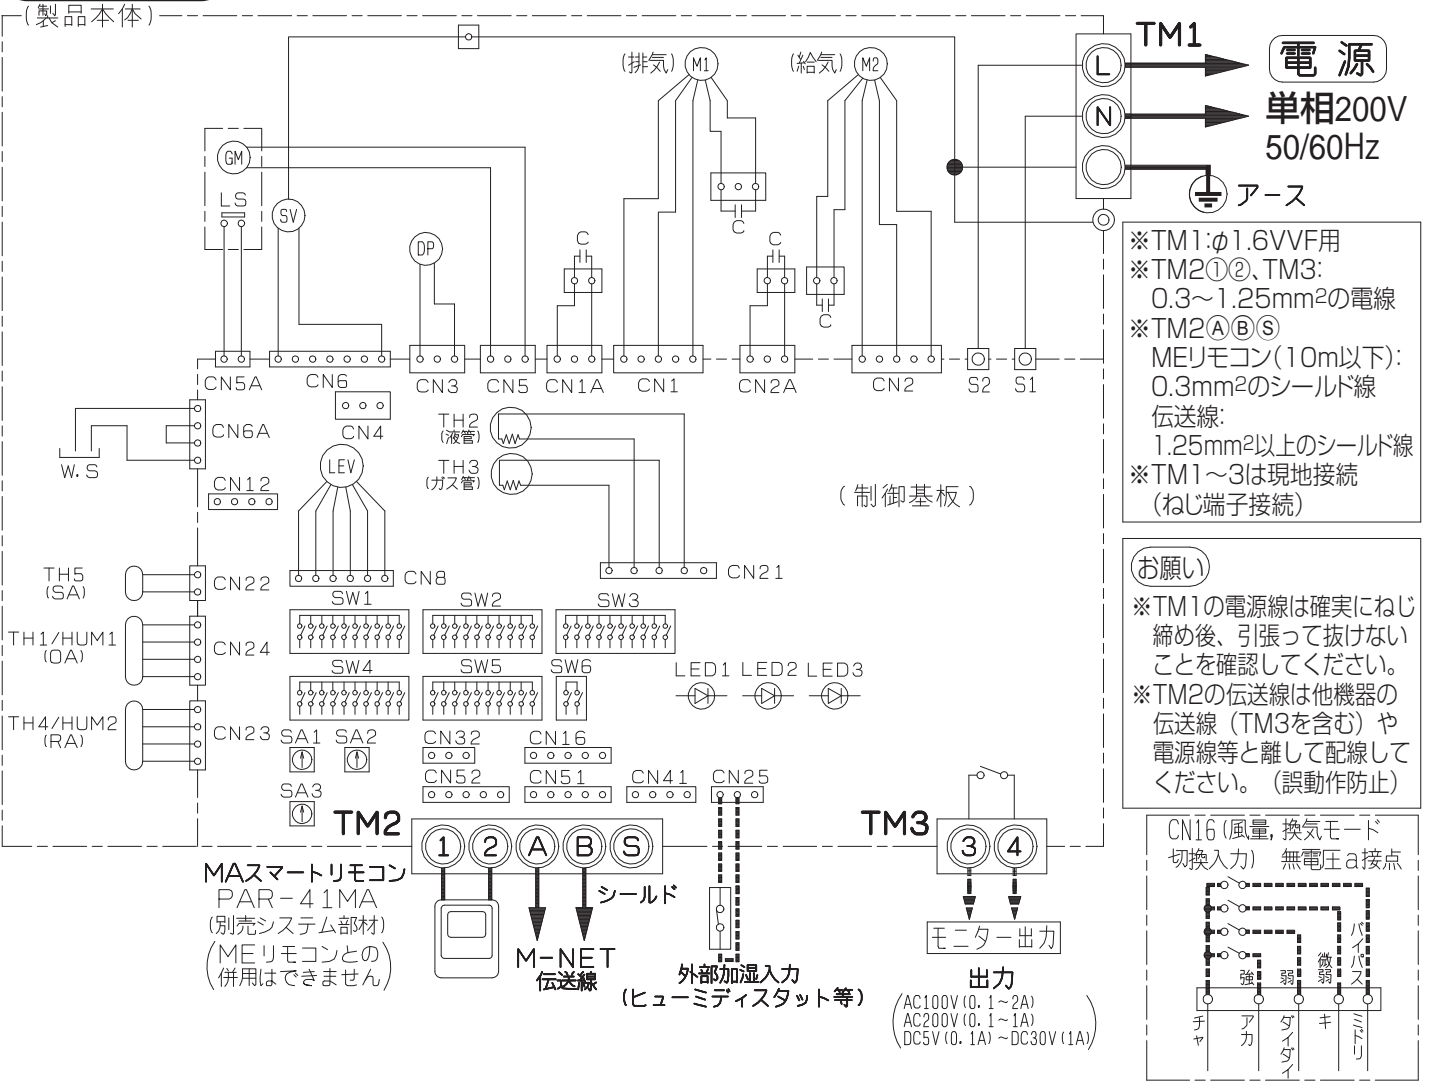 (製品本体)
TM1
L
電源
N
単相200V
50/60Hz
アース
(排気)
M1
(給気)
M2
GM
LS
SV
DP
C
C
C
C
CN5A
CN6
CN3
CN5
CN1A
CN1
CN2A
CN2
S2
S1
CN4
CN6A
W.S
CN12
LEV
TH2
(液管)
TH3
(ガス管)
(制御基板)
TH5
(SA)
CN22
CN8
CN21
TH1/HUM1
(OA)
CN24
SW1
SW2
SW3
SW4
SW5
SW6
LED1
LED2
LED3
TH4/HUM2
(RA)
CN23
SA1
SA2
SA3
CN32
CN16
CN52
CN51
CN41
CN25
TM2
1
2
A
B
S
TM3
3
4
MAスマートリモコン
PAR-41MA
(別売システム部材)
(MEリモコンとの
併用はできません)
シールド
M-NET
伝送線
外部加湿入力
(ヒューミディスタット等)
モニター出力
出力
(AC100V(0.1~2A)
AC200V(0.1~1A)
DC5V(0.1A)~DC30V(1A))
※TM1:φ1.6VVF用
※TM2①②、TM3:
0.3～1.25mm²の電線
※TM2ⒶⒷⓈ
MEリモコン(10m以下):
0.3mm²のシールド線
伝送線:
1.25mm²以上のシールド線
※TM1～3は現地接続
(ねじ端子接続)
お願い
※TM1の電源線は確実にねじ
締め後、引張って抜けない
ことを確認してください。
※TM2の伝送線は他機器の
伝送線（TM3を含む）や
電源線等と離して配線して
ください。（誤動作防止）
CN16(風量,換気モード
切換入力) 無電圧a接点
強
弱
微弱
バイパス
チャ
アカ
ダイダイ
キ
ミドリ